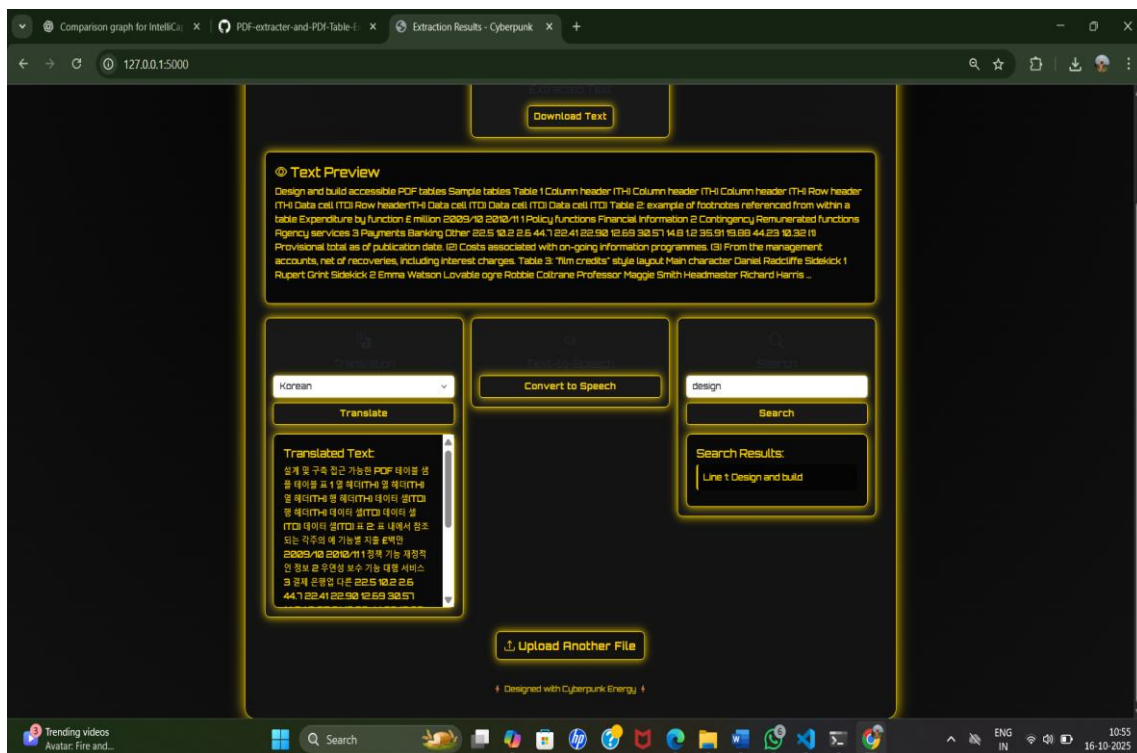 Comparison graph for IntelliCa
PDF-extracter-and-PDf-Table-E
Extraction Results - Cyberpunk
127.0.0.1:5000
Extracted Text
Download Text
Text Preview
Design and build accessible PDF tables Sample tables Table 1 Column header (TH) Column header (TH) Column header (TH) Row header
(TH) Data cell (TD) Row header(TH) Data cell (TD) Data cell (TD) Data cell (TD) Table 2: example of footnotes referenced from within a
table Expenditure by function £ million 2009/10 2010/11 1 Policy functions Financial Information 2 Contingency Remunerated functions
Agency services 3 Payments Banking Other 22.5 10.2 2.6 44.7 22.41 22.90 12.69 30.57 14.8 1.2 35.91 19.88 44.23 10.32 (1)
Provisional total as of publication date. (2) Costs associated with on-going information programmes. (3) From the management
accounts, net of recoveries, including interest charges. Table 3: "film credits" style layout Main character Daniel Radcliffe Sidekick 1
Rupert Grint Sidekick 2 Emma Watson Lovable ogre Robbie Coltrane Professor Maggie Smith Headmaster Richard Harris ...
Translation
Korean
Translate
Translated Text:
설계 및 구축 접근 가능한 PDF 테이블 샘
플 테이블 표 1 열 헤더(TH) 열 헤더(TH)
열 헤더(TH) 행 헤더(TH) 데이터 셀(TD)
행 헤더(TH) 데이터 셀(TD) 데이터 셀
(TD) 데이터 셀(TD) 표 2: 표 내에서 참조
되는 각주의 예 기능별 지출 £백만
2009/10 2010/11 1 정책 기능 재정적
인 정보 2 우연성 보수 기능 대행 서비스
3 결제 은행업 다른 22.5 10.2 2.6
44.7 22.41 22.90 12.69 30.57
Text-to-Speech
Convert to Speech
Search
design
Search
Search Results:
Line 1: Design and build
Upload Another File
Designed with Cyberpunk Energy
3
Trending videos
Avatar: Fire and...
Search
ENG
IN
10:55
16-10-2025